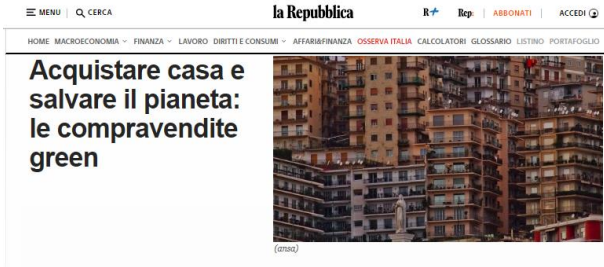 MENU CERCA la Repubblica R+ Rep: ABBONATI ACCEDI
HOME MACROECONOMIA FINANZA LAVORO DIRITTI E CONSUMI AFFARI&FINANZA OSSERVA ITALIA CALCOLATORI GLOSSARIO LISTINO PORTAFOGLIO
Acquistare casa e
salvare il pianeta:
le compravendite
green
(ansa)